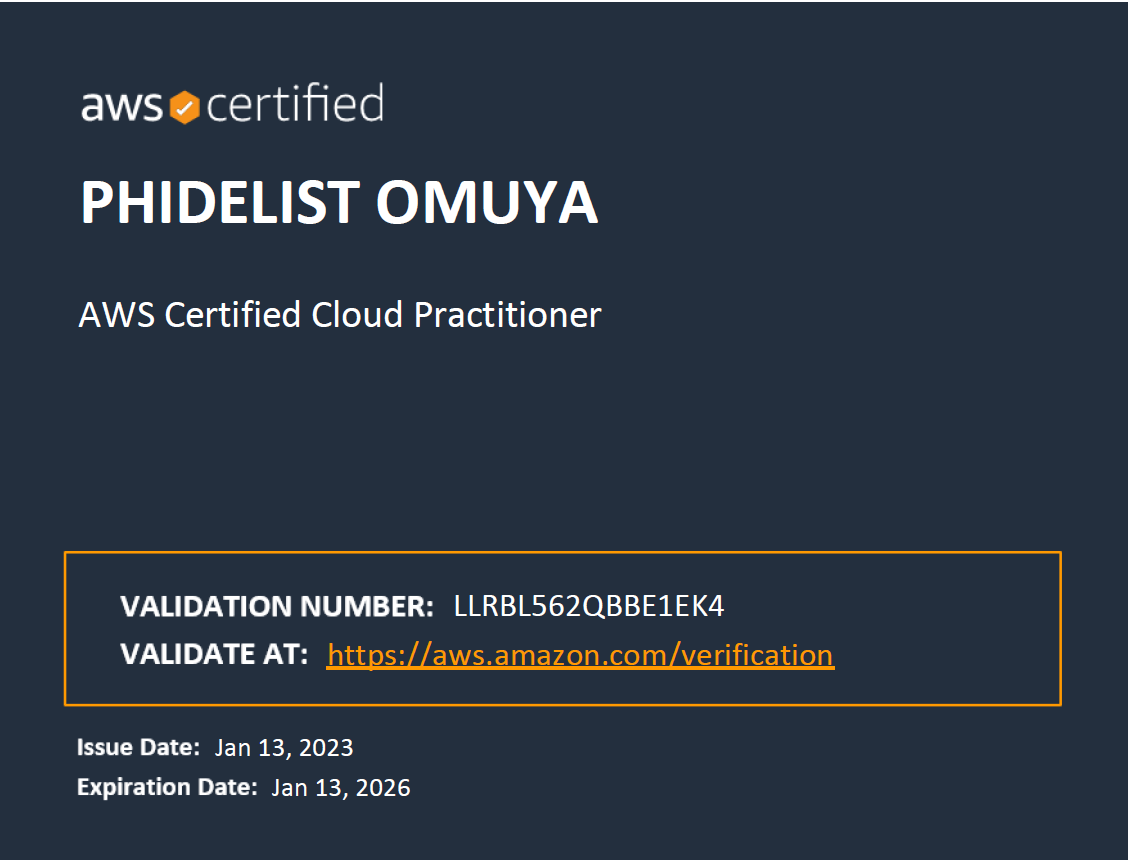 aws certified
PHIDELIST OMUYA
AWS Certified Cloud Practitioner
VALIDATION NUMBER: LLRBL562QBBE1EK4
VALIDATE AT: https://aws.amazon.com/verification
Issue Date: Jan 13, 2023
Expiration Date: Jan 13, 2026